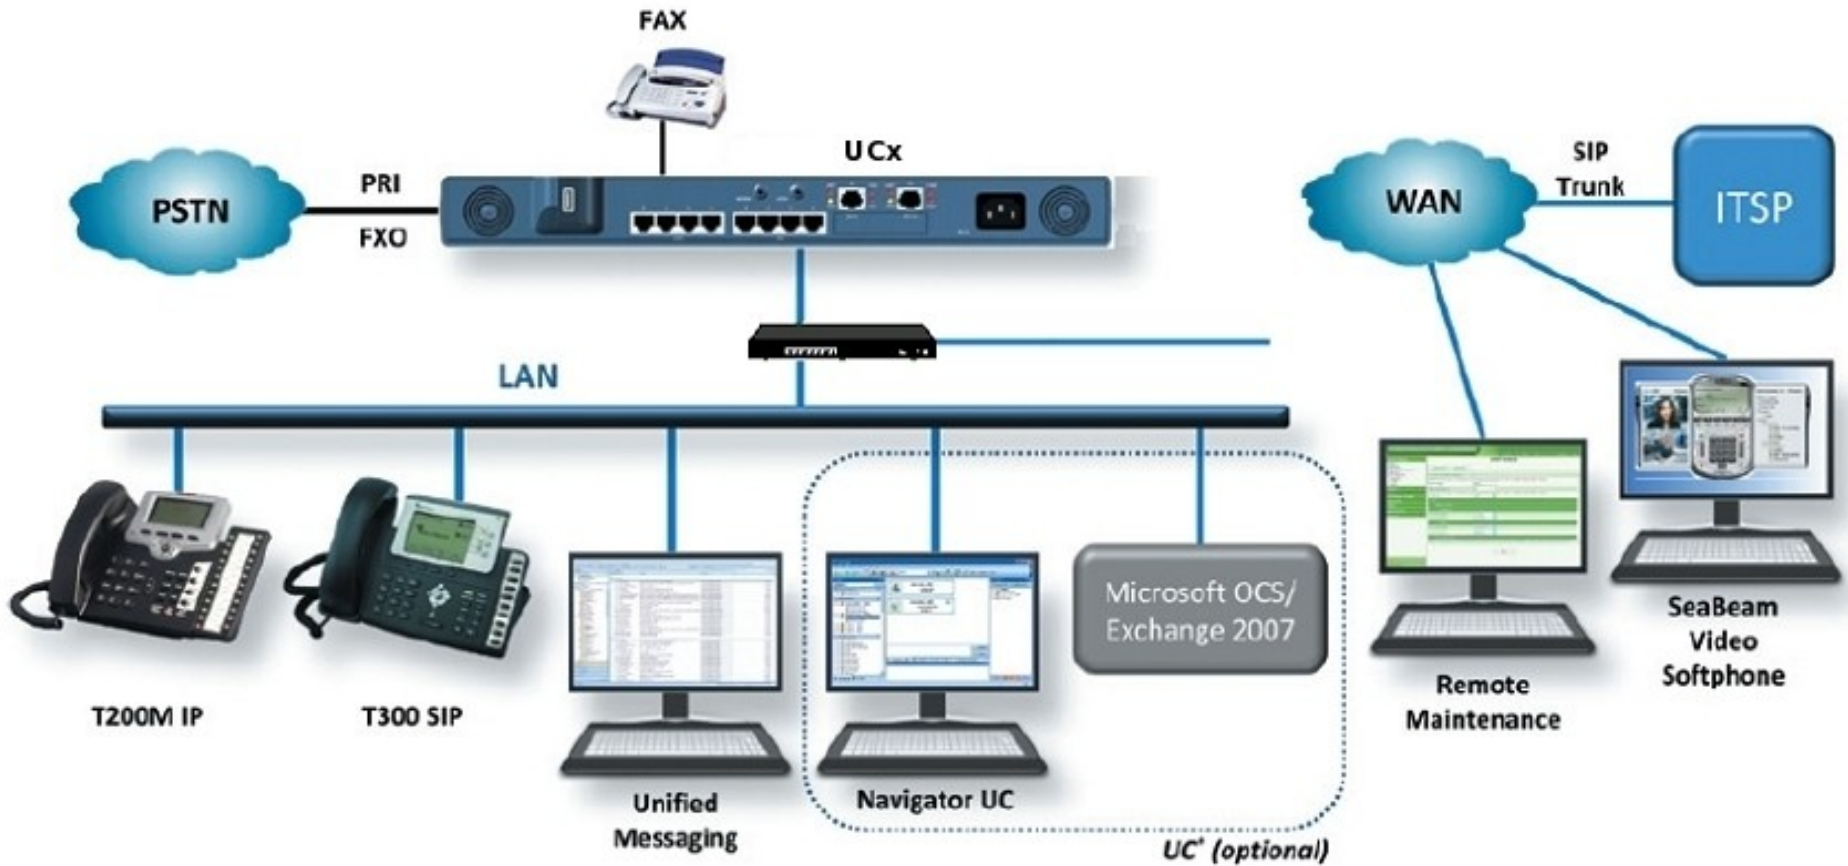 FAX
UCx
PSTN
PRI
FXO
WAN
SIP
Trunk
ITSP
LAN
Microsoft OCS/
Exchange 2007
T200M IP
T300 SIP
Unified
Messaging
Navigator UC
UC+ (optional)
Remote
Maintenance
SeaBeam
Video
Softphone